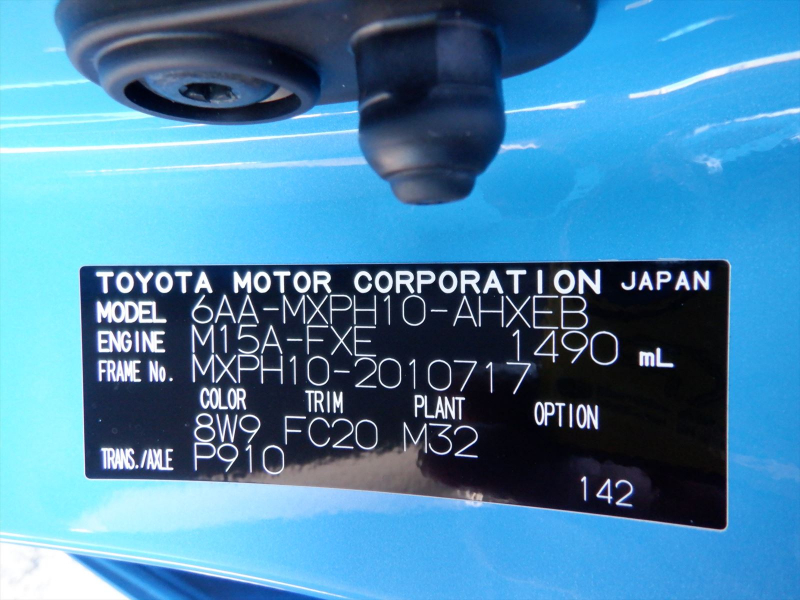 TOYOTA MOTOR CORPORATION JAPAN
MODEL 6AA-MXPH10-AHXEB
ENGINE M15A-FXE 1490 mL
FRAME No. MXPH10-2010717
COLOR TRIM PLANT OPTION
8W9 FC20 M32
TRANS./AXLE P910
142